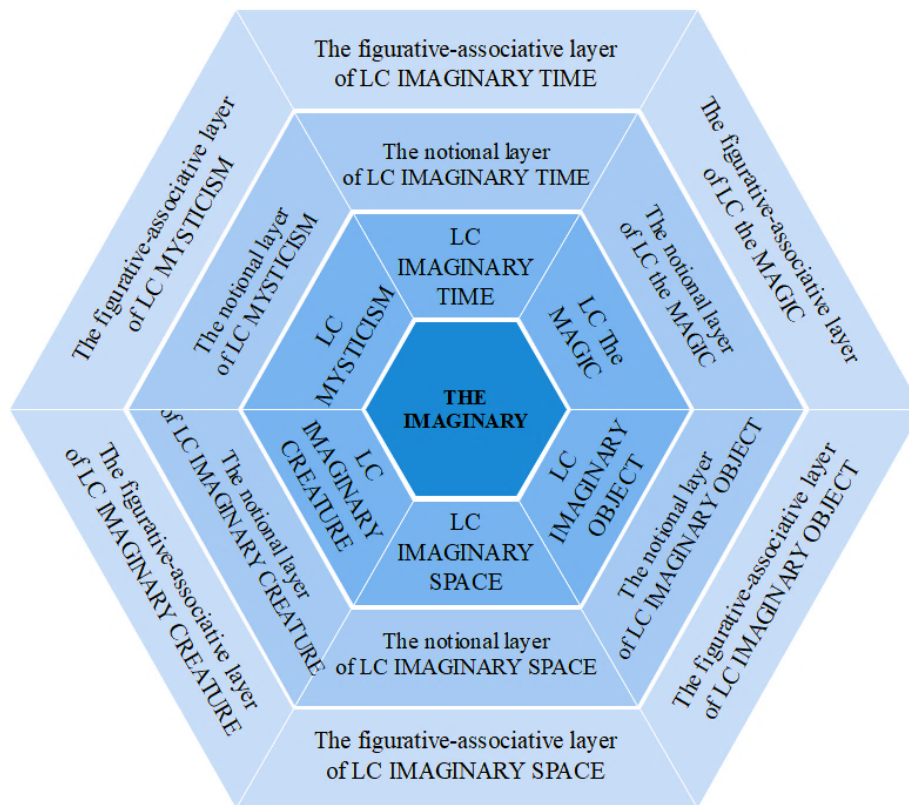 The figurative-associative layer
of LC IMAGINARY TIME
The figurative-associative layer
of LC the MAGIC
The figurative-associative layer
of LC IMAGINARY OBJECT
The figurative-associative layer
of LC IMAGINARY SPACE
The figurative-associative layer
of LC IMAGINARY CREATURE
The figurative-associative layer
of LC MYSTICISM
The notional layer
of LC IMAGINARY TIME
The notional layer
of LC the MAGIC
The notional layer
of LC IMAGINARY OBJECT
The notional layer
of LC IMAGINARY SPACE
The notional layer
of LC IMAGINARY CREATURE
The notional layer
of LC MYSTICISM
LC
IMAGINARY
TIME
LC The
MAGIC
LC
IMAGINARY
OBJECT
LC
IMAGINARY
SPACE
LC
IMAGINARY
CREATURE
LC
MYSTICISM
THE
IMAGINARY